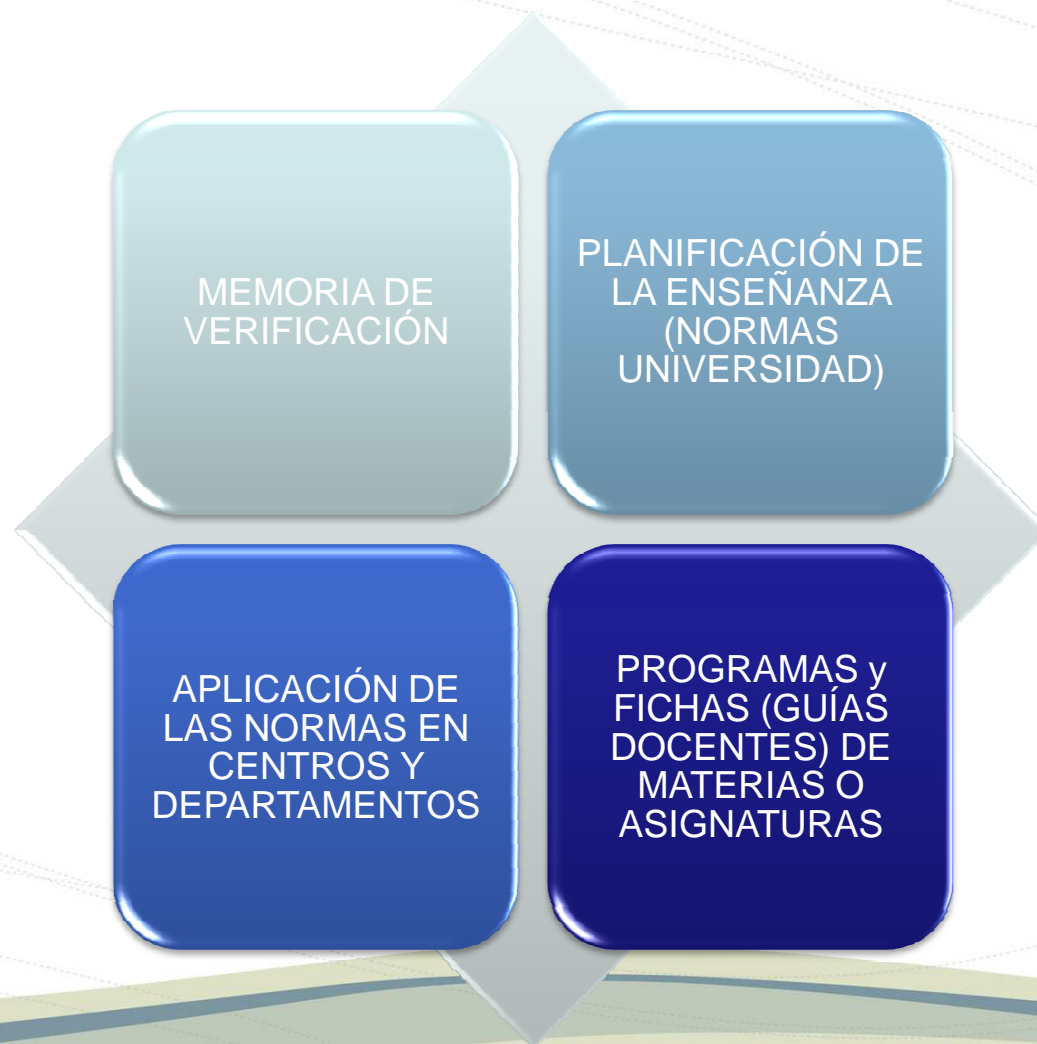 MEMORIA DE
VERIFICACIÓN
PLANIFICACIÓN DE
LA ENSEÑANZA
(NORMAS
UNIVERSIDAD)
APLICACIÓN DE
LAS NORMAS EN
CENTROS Y
DEPARTAMENTOS
PROGRAMAS y
FICHAS (GUÍAS
DOCENTES) DE
MATERIAS O
ASIGNATURAS